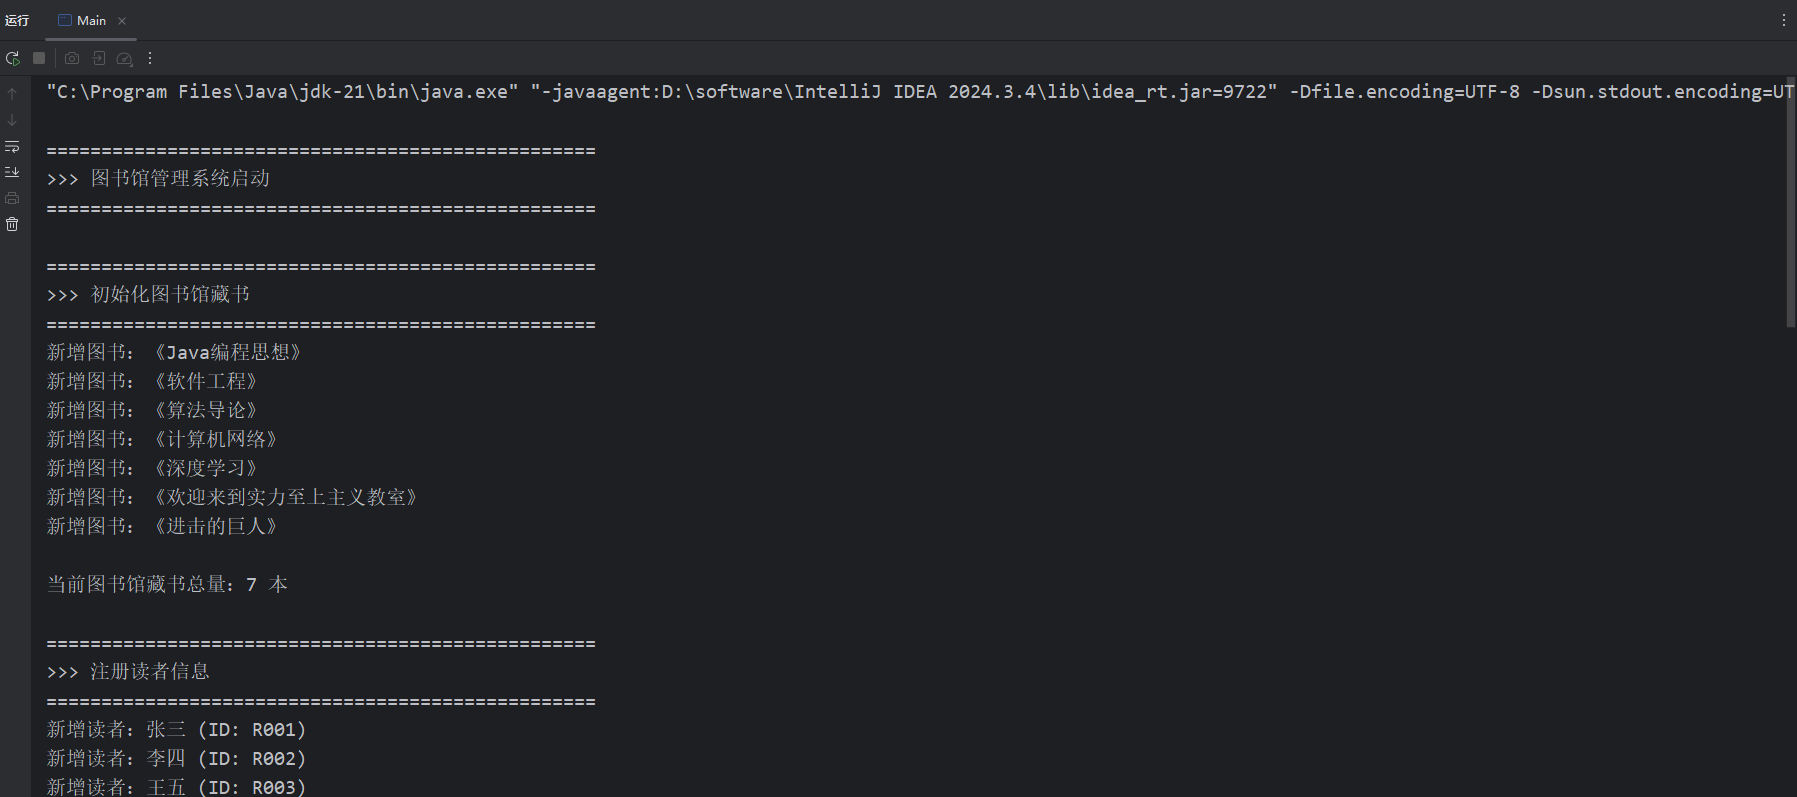 运行 Main
"C:\Program Files\Java\jdk-21\bin\java.exe" "-javaagent:D:\software\IntelliJ IDEA 2024.3.4\lib\idea_rt.jar=9722" -Dfile.encoding=UTF-8 -Dsun.stdout.encoding=UT
==================================================
>>> 图书馆管理系统启动
==================================================
==================================================
>>> 初始化图书馆藏书
==================================================
新增图书：《Java编程思想》
新增图书：《软件工程》
新增图书：《算法导论》
新增图书：《计算机网络》
新增图书：《深度学习》
新增图书：《欢迎来到实力至上主义教室》
新增图书：《进击的巨人》
当前图书馆藏书总量：7 本
==================================================
>>> 注册读者信息
==================================================
新增读者：张三 (ID: R001)
新增读者：李四 (ID: R002)
新增读者：王五 (ID: R003)